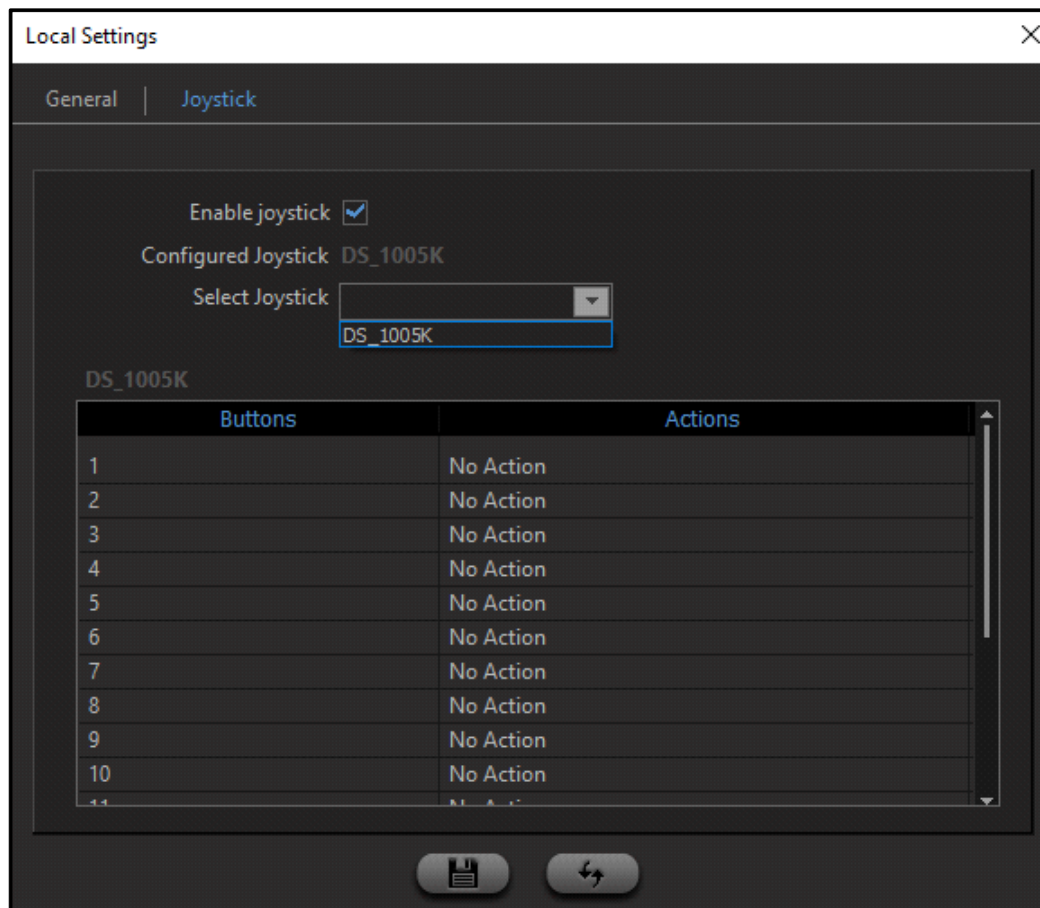 Local Settings
General | Joystick
Enable joystick
Configured Joystick DS_1005K
Select Joystick
DS_1005K
DS_1005K
Buttons Actions
1 No Action
2 No Action
3 No Action
4 No Action
5 No Action
6 No Action
7 No Action
8 No Action
9 No Action
10 No Action